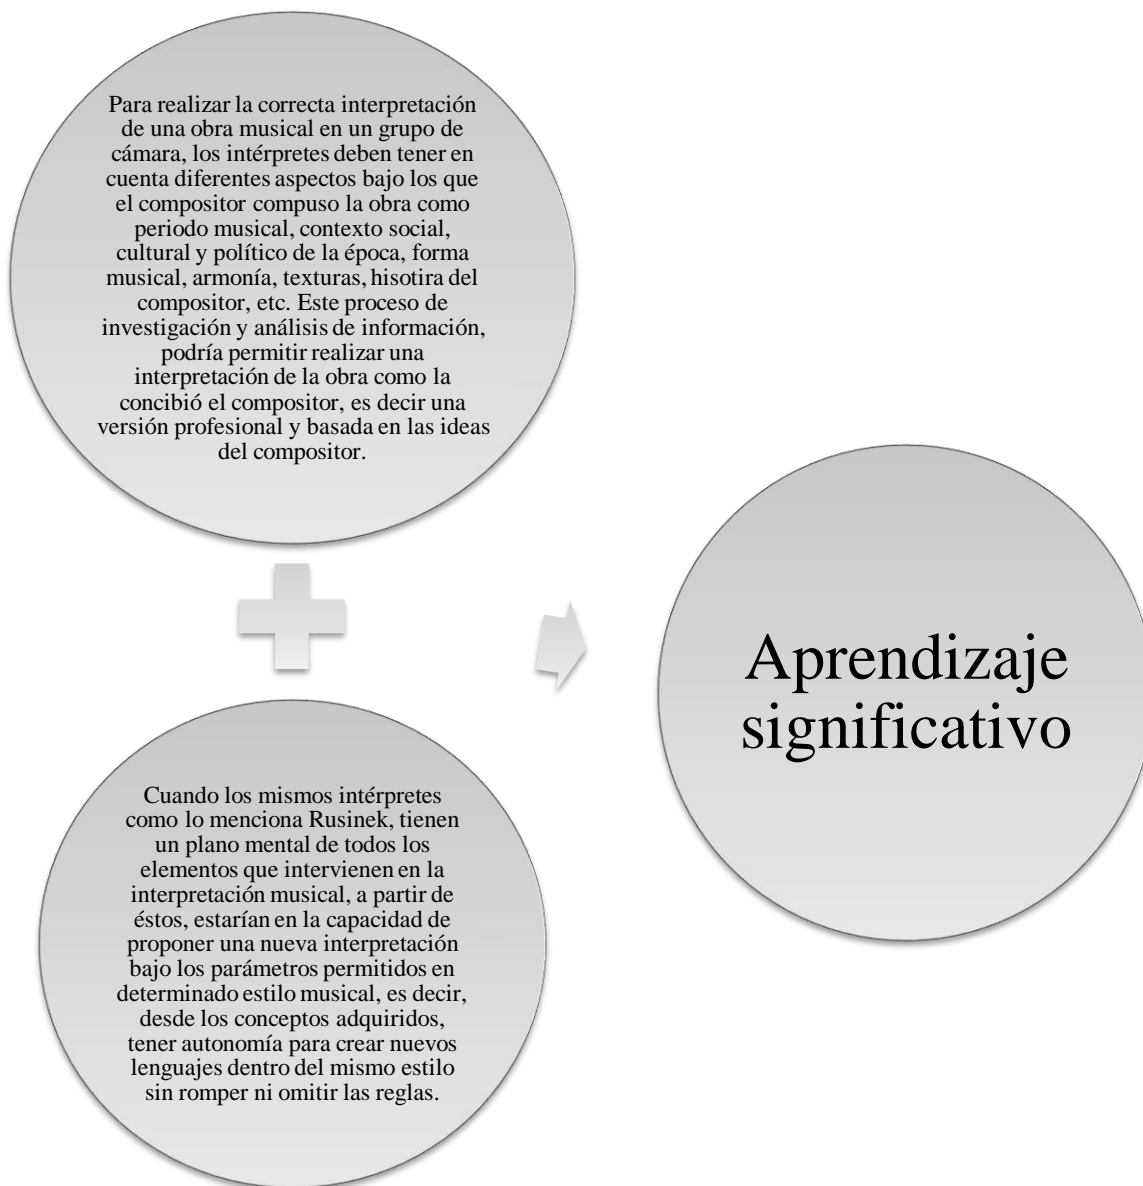 Para realizar la correcta interpretación
de una obra musical en un grupo de
cámara, los intérpretes deben tener en
cuenta diferentes aspectos bajo los que
el compositor compuso la obra como
periodo musical, contexto social,
cultural y político de la época, forma
musical, armonía, texturas, hisotira del
compositor, etc. Este proceso de
investigación y análisis de información,
podría permitir realizar una
interpretación de la obra como la
concibió el compositor, es decir una
versión profesional y basada en las ideas
del compositor.
Cuando los mismos intérpretes
como lo menciona Rusinek, tienen
un plano mental de todos los
elementos que intervienen en la
interpretación musical, a partir de
éstos, estarían en la capacidad de
proponer una nueva interpretación
bajo los parámetros permitidos en
determinado estilo musical, es decir,
desde los conceptos adquiridos,
tener autonomía para crear nuevos
lenguajes dentro del mismo estilo
sin romper ni omitir las reglas.
Aprendizaje
significativo